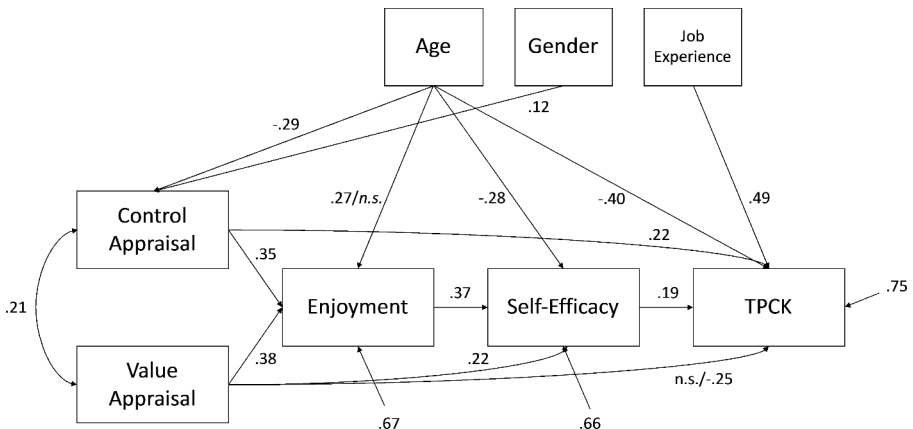 Age
Gender
Job
Experience
.12
-.29
.27/n.s.
-.28
-.40
.49
Control
Appraisal
.22
.35
.21
Enjoyment
.37
Self-Efficacy
.19
TPCK
.75
.38
.22
Value
Appraisal
n.s./-.25
.67
.66